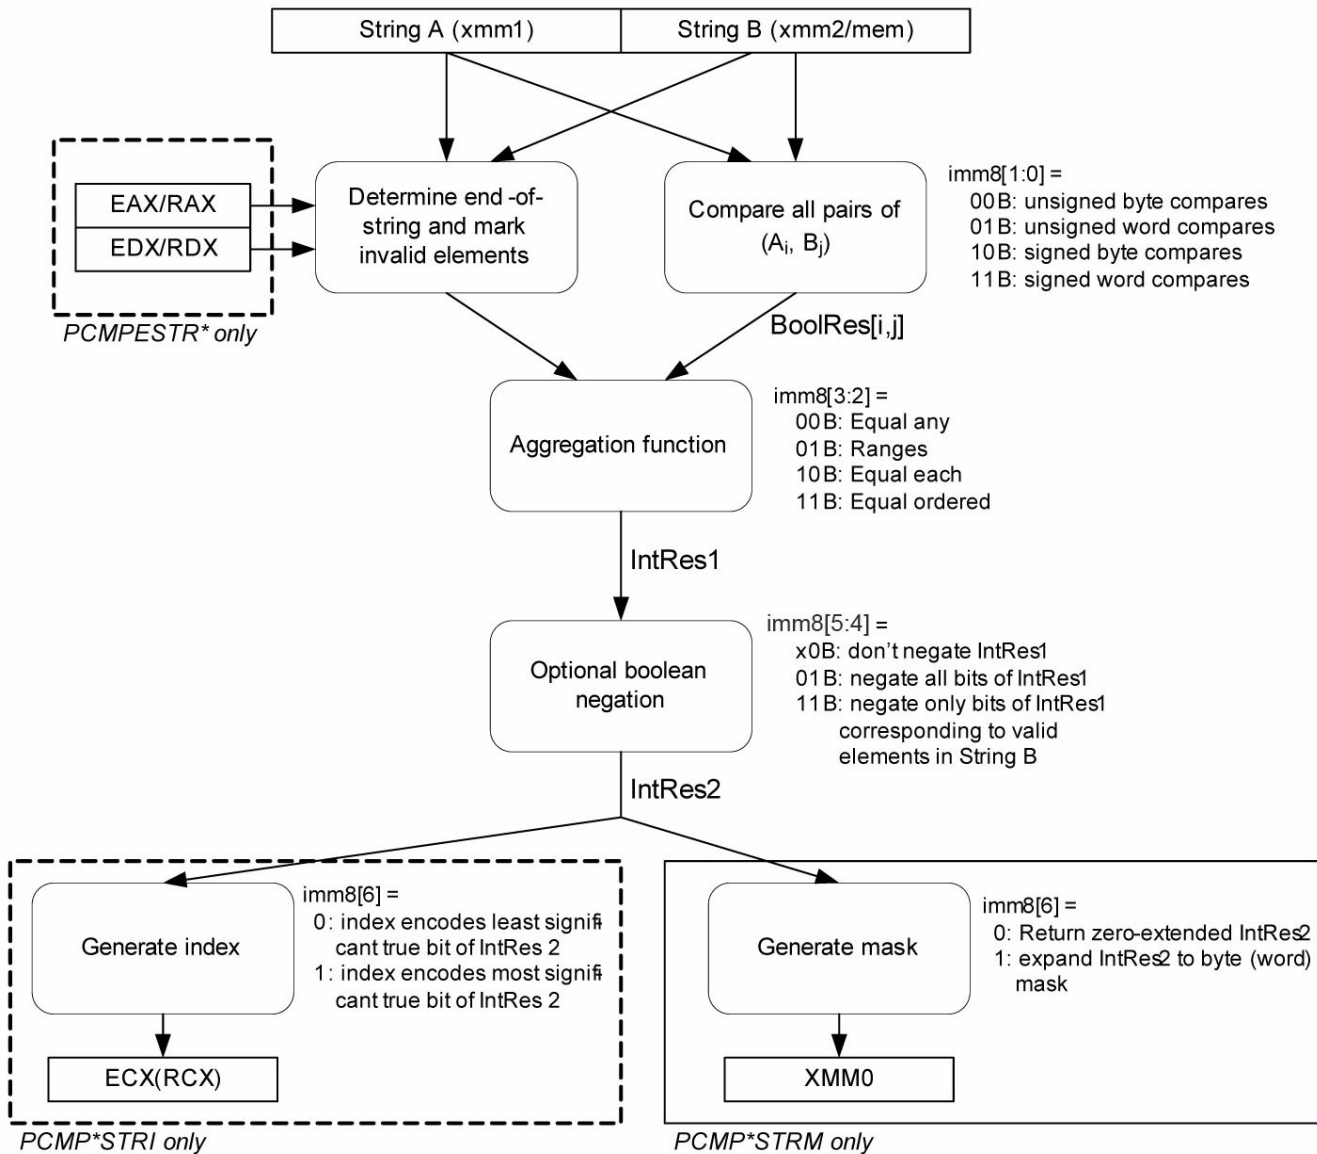 String A (xmm1)
String B (xmm2/mem)
EAX/RAX
EDX/RDX
PCMPESTR* only
Determine end -of-
string and mark
invalid elements
Compare all pairs of
(Ai, Bj)
imm8[1:0] =
00B: unsigned byte compares
01B: unsigned word compares
10B: signed byte compares
11B: signed word compares
BoolRes[i,j]
Aggregation function
imm8[3:2] =
00B: Equal any
01B: Ranges
10B: Equal each
11B: Equal ordered
IntRes1
Optional boolean
negation
imm8[5:4] =
x0B: don't negate IntRes1
01B: negate all bits of IntRes1
11B: negate only bits of IntRes1
corresponding to valid
elements in String B
IntRes2
Generate index
imm8[6] =
0: index encodes least signifi-
cant true bit of IntRes 2
1: index encodes most signifi-
cant true bit of IntRes 2
ECX(RCX)
PCMP*STRI only
Generate mask
imm8[6] =
0: Return zero-extended IntRes2
1: expand IntRes2 to byte (word)
mask
XMM0
PCMP*STRM only